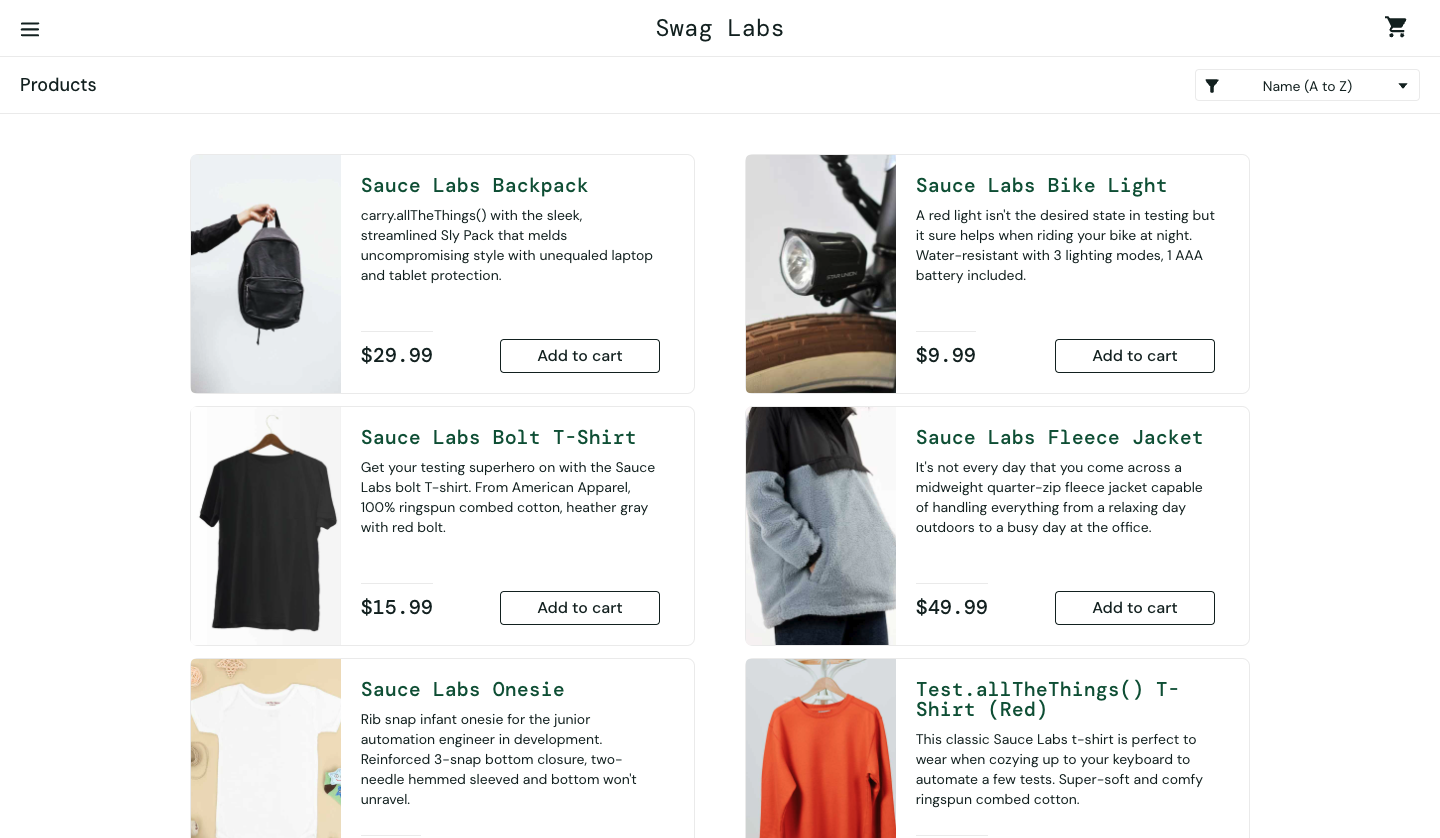 Swag Labs
Products
Name (A to Z)
Sauce Labs Backpack
carry.allTheThings() with the sleek,
streamlined Sly Pack that melds
uncompromising style with unequaled laptop
and tablet protection.
$29.99
Add to cart
Sauce Labs Bike Light
A red light isn't the desired state in testing but
it sure helps when riding your bike at night.
Water-resistant with 3 lighting modes, 1 AAA
battery included.
$9.99
Add to cart
Sauce Labs Bolt T-Shirt
Get your testing superhero on with the Sauce
Labs bolt T-shirt. From American Apparel,
100% ringspun combed cotton, heather gray
with red bolt.
$15.99
Add to cart
Sauce Labs Fleece Jacket
It's not every day that you come across a
midweight quarter-zip fleece jacket capable
of handling everything from a relaxing day
outdoors to a busy day at the office.
$49.99
Add to cart
Sauce Labs Onesie
Rib snap infant onesie for the junior
automation engineer in development.
Reinforced 3-snap bottom closure, two-
needle hemmed sleeved and bottom won't
unravel.
Test.allTheThings() T-
Shirt (Red)
This classic Sauce Labs t-shirt is perfect to
wear when cozying up to your keyboard to
automate a few tests. Super-soft and comfy
ringspun combed cotton.